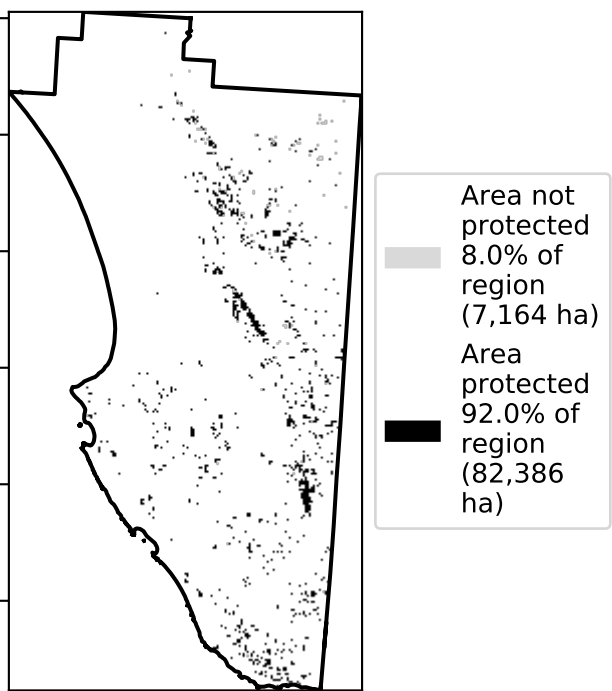 Area not
protected
8.0% of
region
(7,164 ha)
Area
protected
92.0% of
region
(82,386
ha)